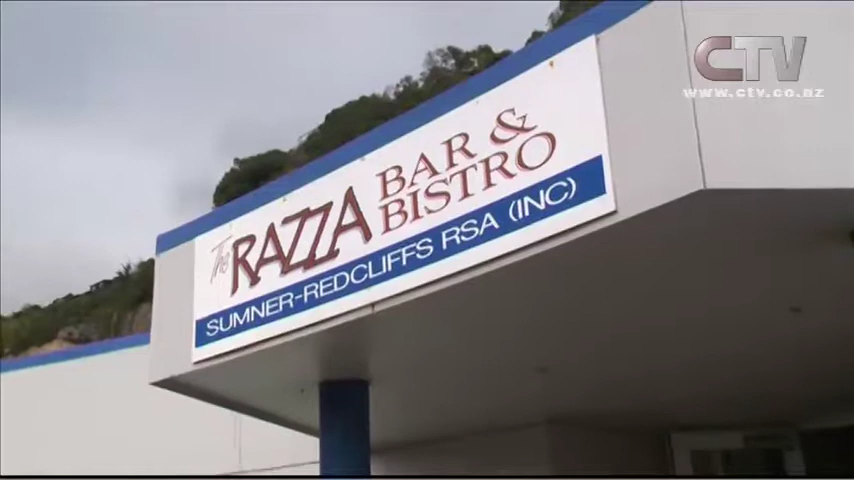 CTV
www.ctv.co.nz
The RAZZA BAR &
BISTRO
SUMNER-REDCLIFFS RSA (INC)